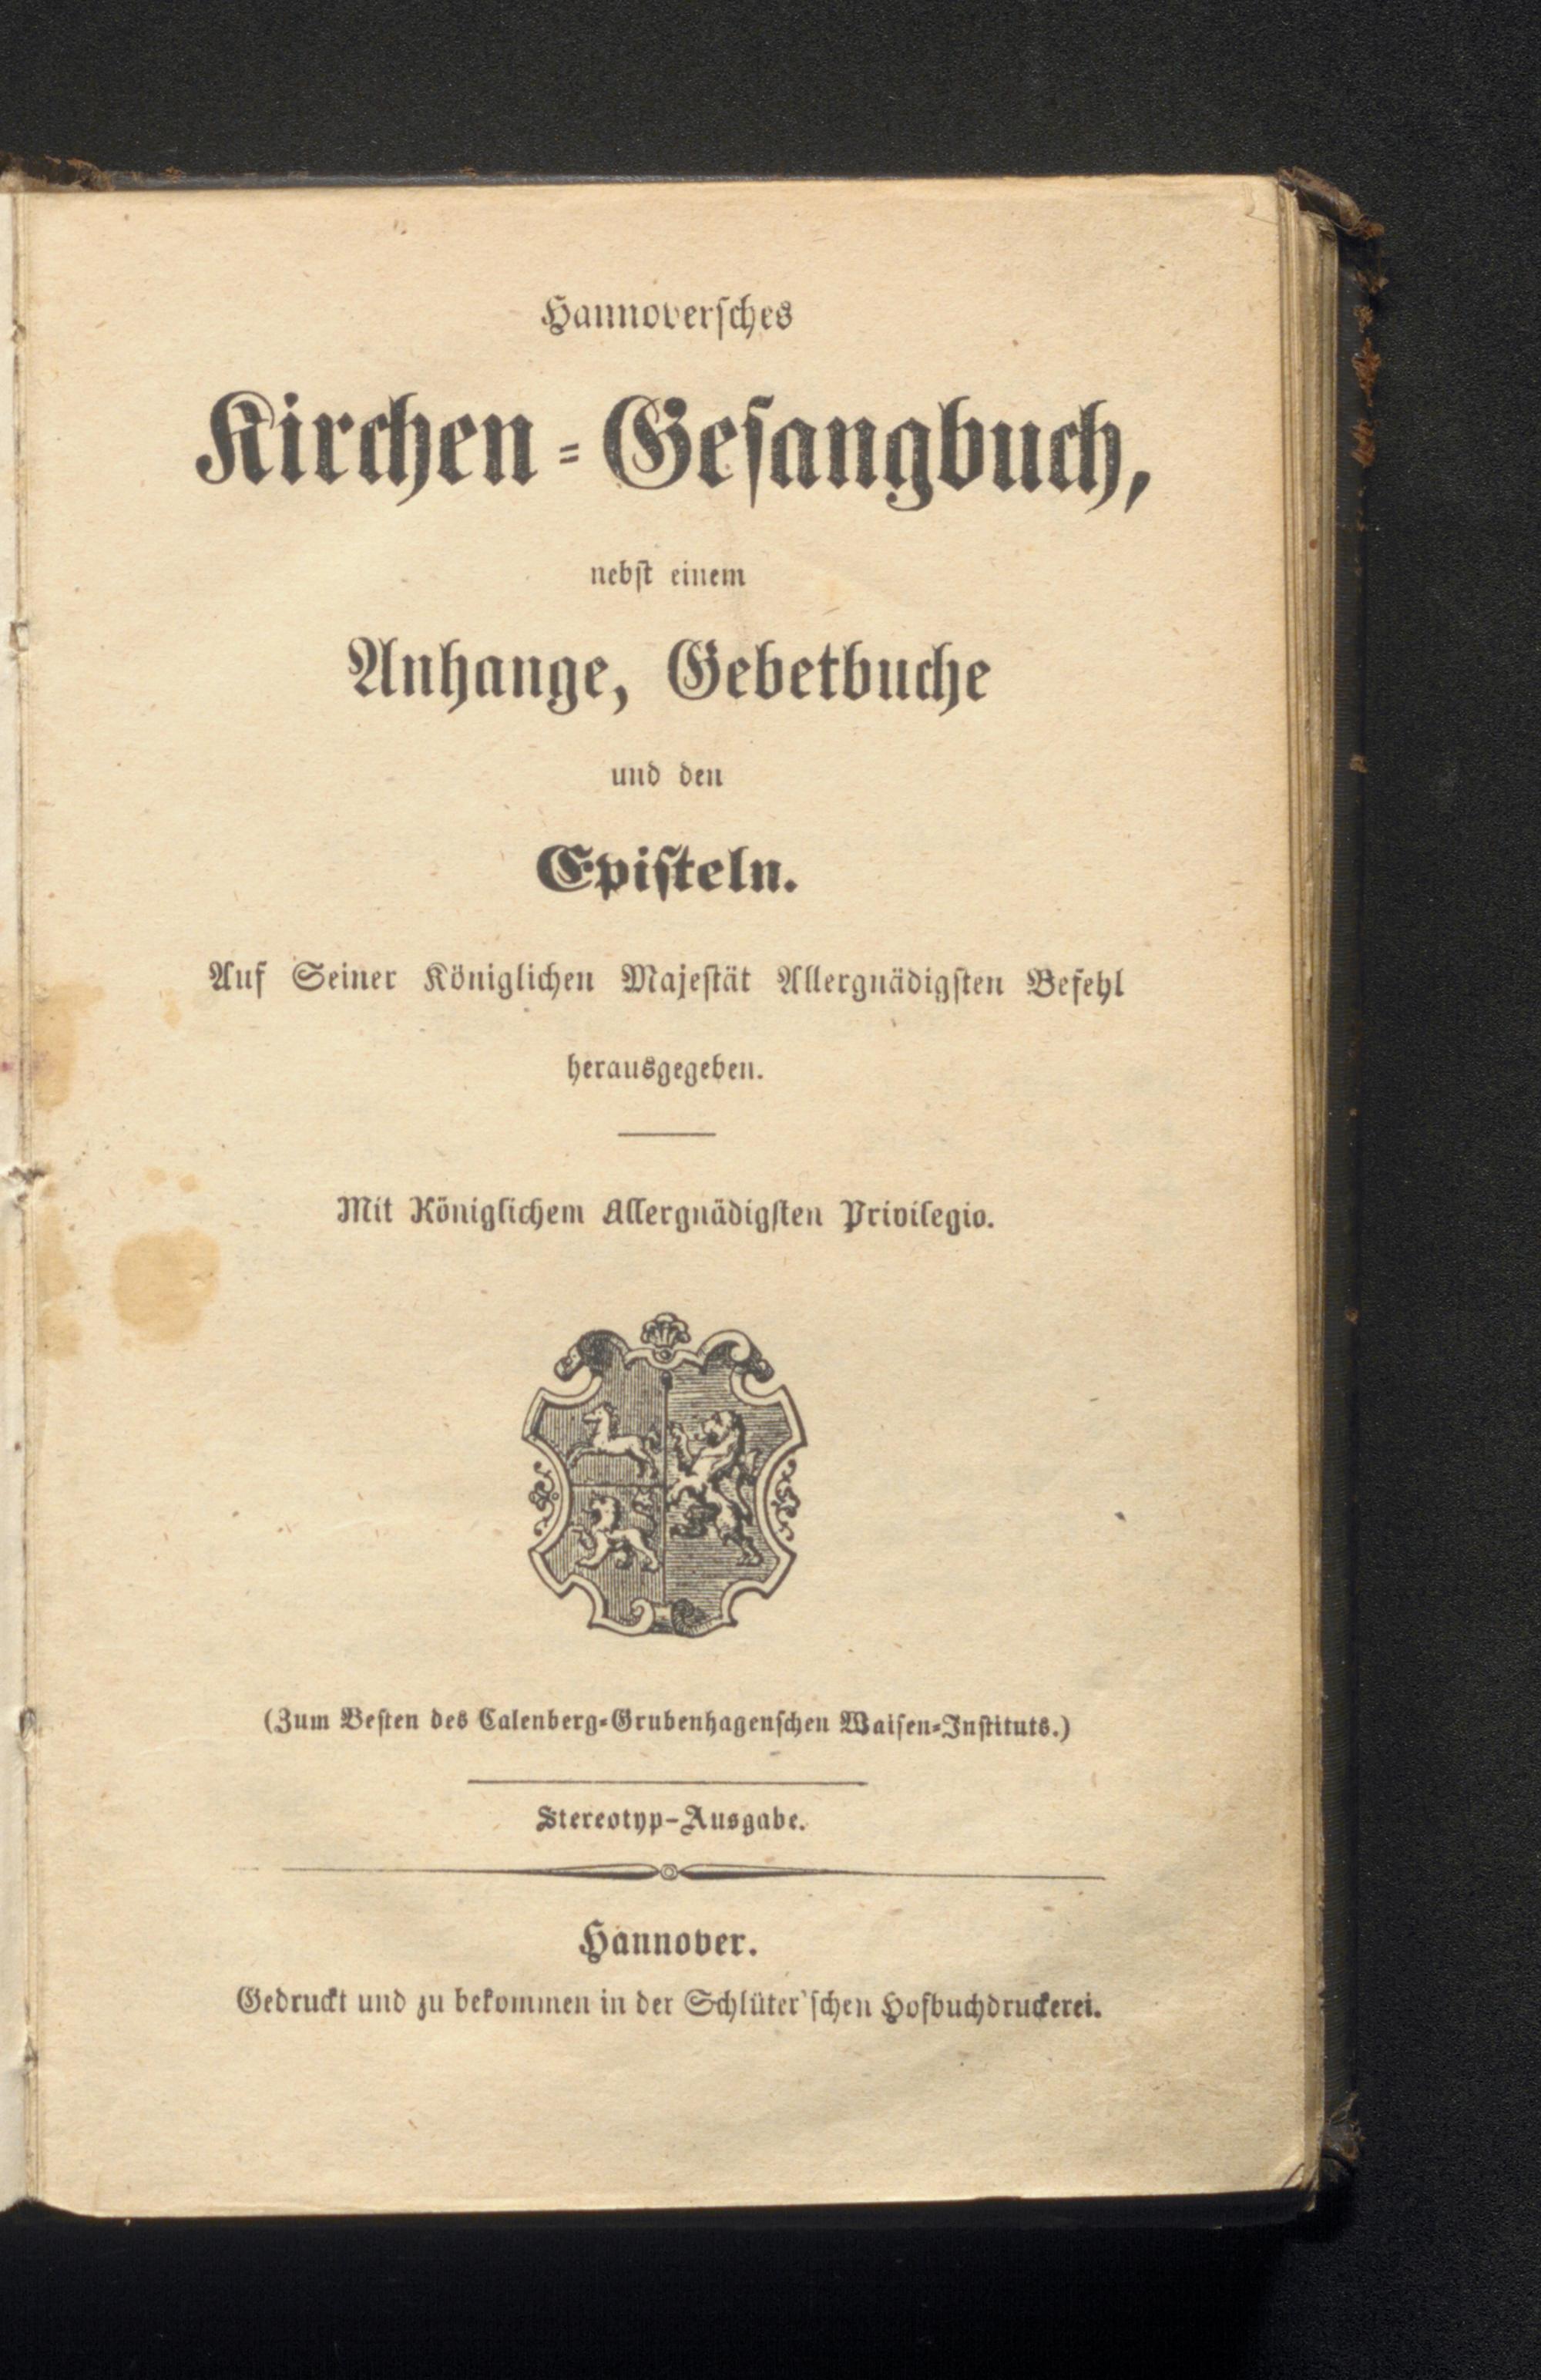 Hannoversches
Kirchen-Gesangbuch,
nebst einem
Anhange, Gebetbuche
und den
Episteln.
Auf Seiner Königlichen Majestät Allergnädigsten Befehl
herausgegeben.
Mit Königlichem Allergnädigsten Privilegio.
(Zum Besten des Calenberg-Grubenhagenschen Waisen-Instituts.)
Stereotyp-Ausgabe.
Hannover.
Gedruckt und zu bekommen in der Schlüter'schen Hofbuchdruckerei.